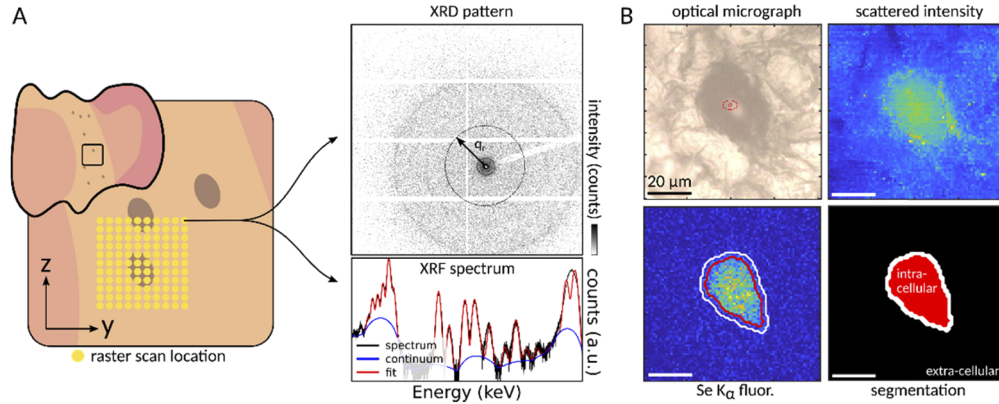 A
XRD pattern
qr
intensity (counts)
z
y
raster scan location
XRF spectrum
spectrum
continuum
fit
counts (a.u.)
Energy (keV)
B
optical micrograph
scattered intensity
20 μm
intra-
cellular
extra-cellular
Se Kα fluor.
segmentation